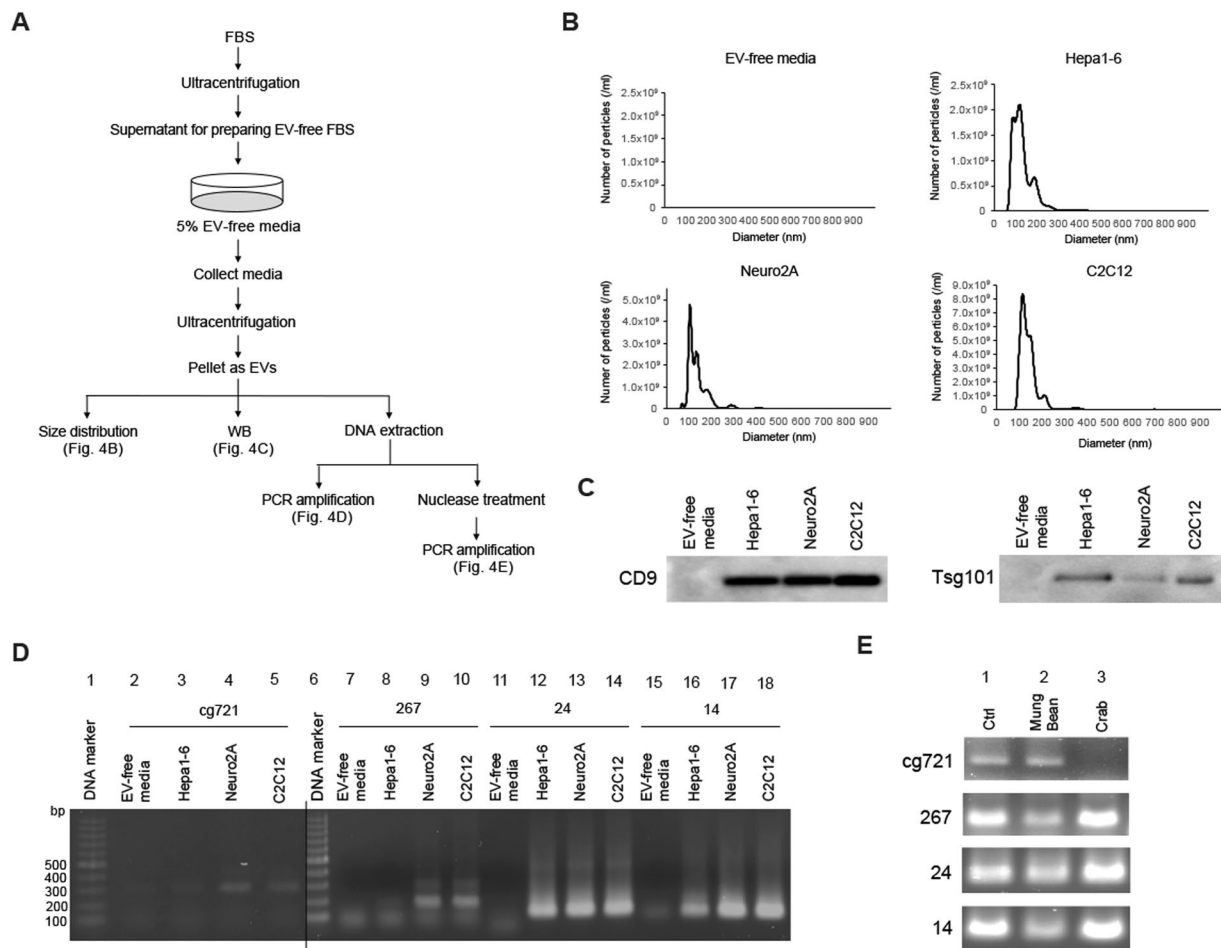 A
FBS
Ultracentrifugation
Supernatant for preparing EV-free FBS
5% EV-free media
Collect media
Ultracentrifugation
Pellet as EVs
Size distribution
(Fig. 4B)
WB
(Fig. 4C)
DNA extraction
PCR amplification
(Fig. 4D)
Nuclease treatment
PCR amplification
(Fig. 4E)
B
EV-free media
Number of perticles (/ml)
2.5x10⁹
2.0x10⁹
1.5x10⁹
1.0x10⁹
0.5x10⁹
0
0 100 200 300 400 500 600 700 800 900
Diameter (nm)
Hepa1-6
Number of perticles (/ml)
2.5x10⁹
2.0x10⁹
1.5x10⁹
1.0x10⁹
0.5x10⁹
0
0 100 200 300 400 500 600 700 800 900
Diameter (nm)
Neuro2A
Numer of particles (/ml)
5.0x10⁹
4.0x10⁹
3.0x10⁹
2.0x10⁹
1.0x10⁹
0
0 100 200 300 400 500 600 700 800 900
Diameter (nm)
C2C12
Number of perticles (/ml)
9.0x10⁹
8.0x10⁹
7.0x10⁹
6.0x10⁹
5.0x10⁹
4.0x10⁹
3.0x10⁹
2.0x10⁹
1.0x10⁹
0
0 100 200 300 400 500 600 700 800 900
Diameter (nm)
C
EV-free media
Hepa1-6
Neuro2A
C2C12
CD9
EV-free media
Hepa1-6
Neuro2A
C2C12
Tsg101
D
1 2 3 4 5 6 7 8 9 10 11 12 13 14 15 16 17 18
cg721 267 24 14
DNA marker
EV-free media
Hepa1-6
Neuro2A
C2C12
DNA marker
EV-free media
Hepa1-6
Neuro2A
C2C12
EV-free media
Hepa1-6
Neuro2A
C2C12
EV-free media
Hepa1-6
Neuro2A
C2C12
bp
500
400
300
200
100
E
1 2 3
Ctrl
Mung Bean
Crab
cg721
267
24
14